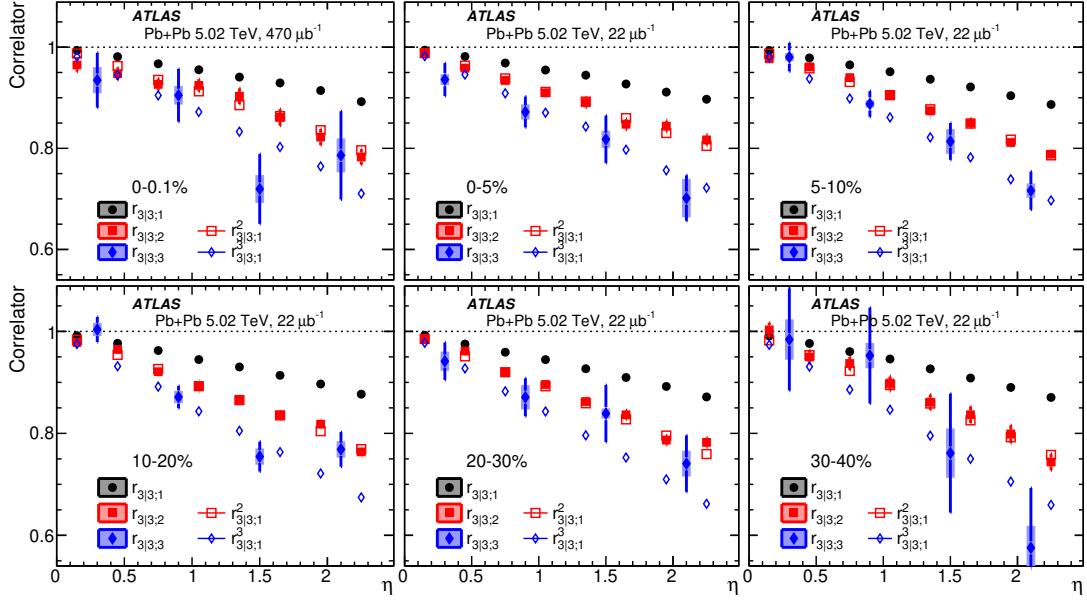 ATLAS
Pb+Pb 5.02 TeV, 470 μb⁻¹
Correlator
1
0.8
0.6
0-0.1%
r₃|₃;₁
r₃|₃;₂ r²₃|₃;₁
r₃|₃;₃ r³₃|₃;₁
ATLAS
Pb+Pb 5.02 TeV, 22 μb⁻¹
0-5%
r₃|₃;₁
r₃|₃;₂ r²₃|₃;₁
r₃|₃;₃ r³₃|₃;₁
ATLAS
Pb+Pb 5.02 TeV, 22 μb⁻¹
5-10%
r₃|₃;₁
r₃|₃;₂ r²₃|₃;₁
r₃|₃;₃ r³₃|₃;₁
ATLAS
Pb+Pb 5.02 TeV, 22 μb⁻¹
Correlator
1
0.8
0.6
10-20%
r₃|₃;₁
r₃|₃;₂ r²₃|₃;₁
r₃|₃;₃ r³₃|₃;₁
0 0.5 1 1.5 2 η
ATLAS
Pb+Pb 5.02 TeV, 22 μb⁻¹
20-30%
r₃|₃;₁
r₃|₃;₂ r²₃|₃;₁
r₃|₃;₃ r³₃|₃;₁
0 0.5 1 1.5 2 η
ATLAS
Pb+Pb 5.02 TeV, 22 μb⁻¹
30-40%
r₃|₃;₁
r₃|₃;₂ r²₃|₃;₁
r₃|₃;₃ r³₃|₃;₁
0 0.5 1 1.5 2 η